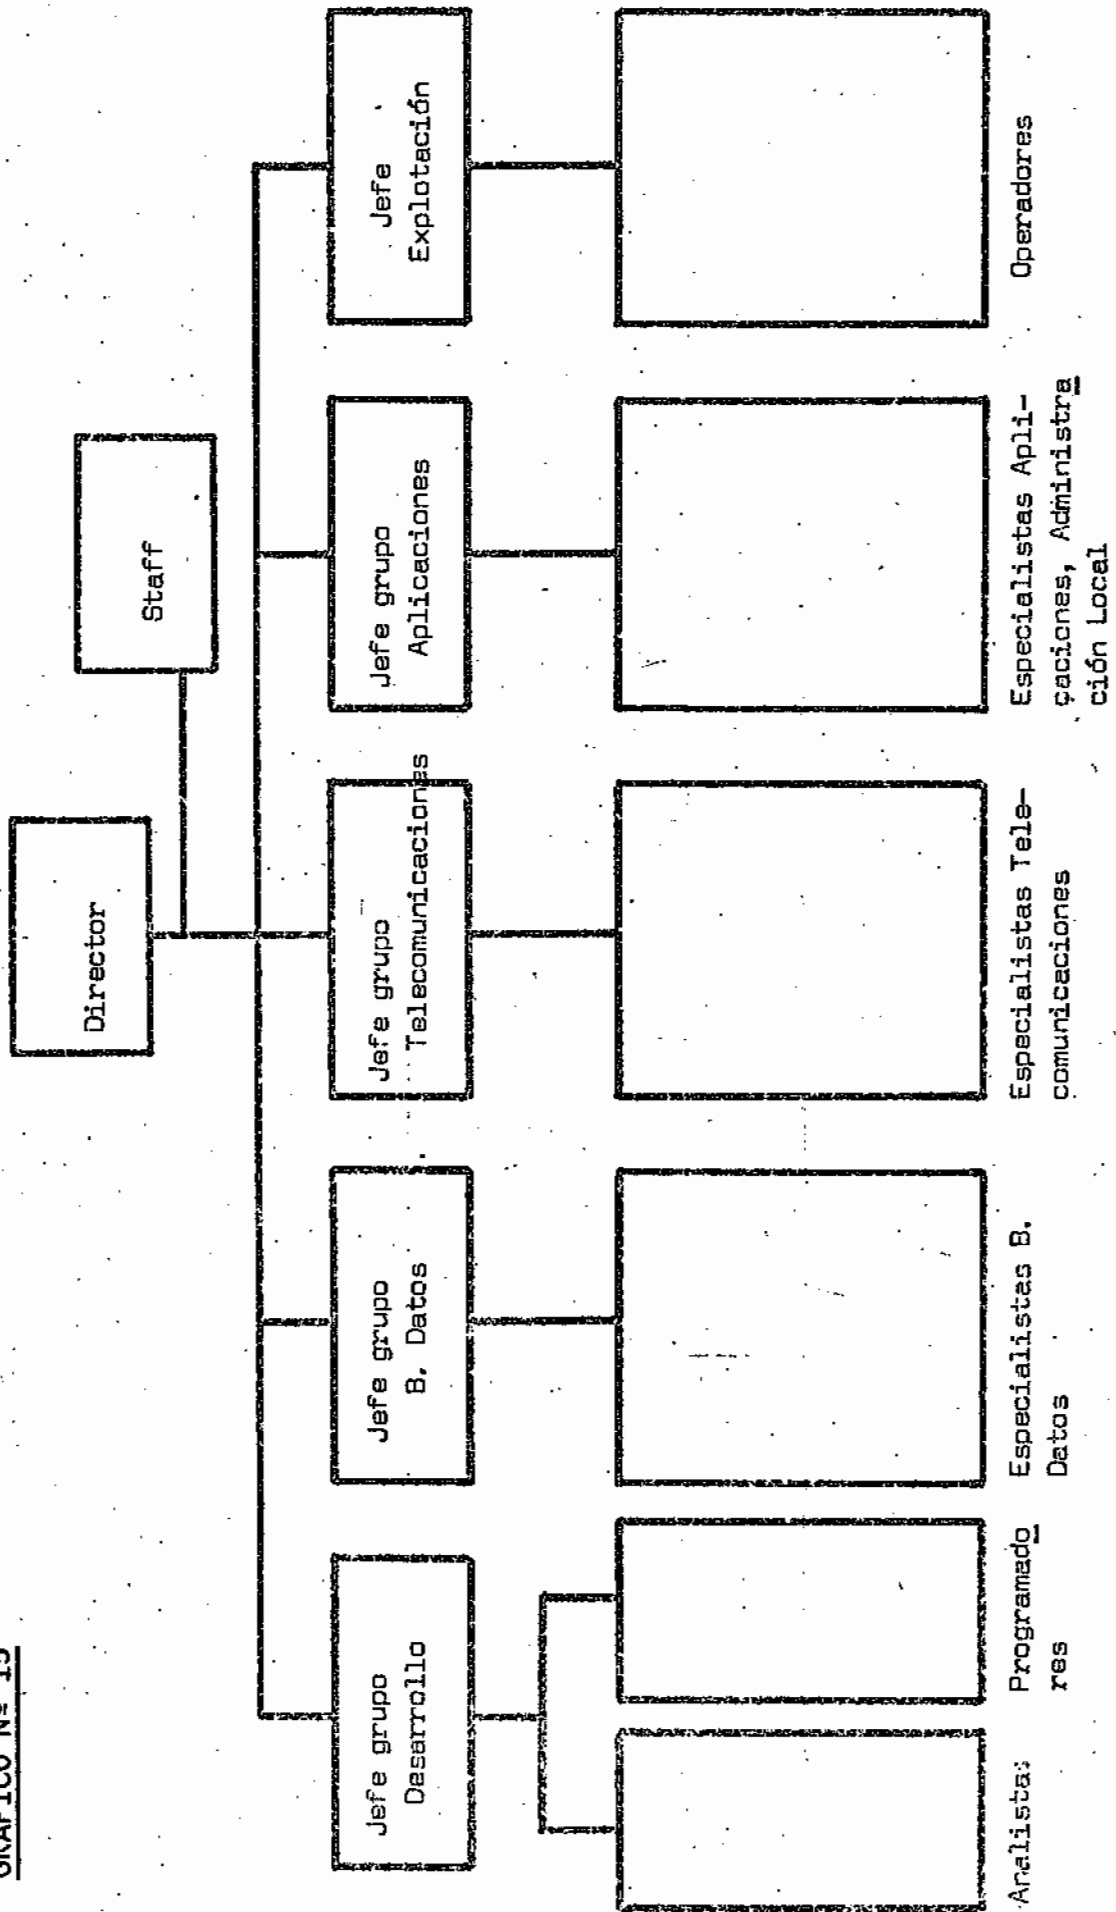 GRAFICO Nº 15
Director
Staff
Jefe grupo
Desarrollo
Jefe grupo
B. Datos
Jefe grupo
Telecomunicaciones
Jefe grupo
Aplicaciones
Jefe
Explotación
Analistas
Programado
res
Especialistas B.
Datos
Especialistas Tele-
comunicaciones
Especialistas Apli-
caciones, Administra
ción Local
Operadores